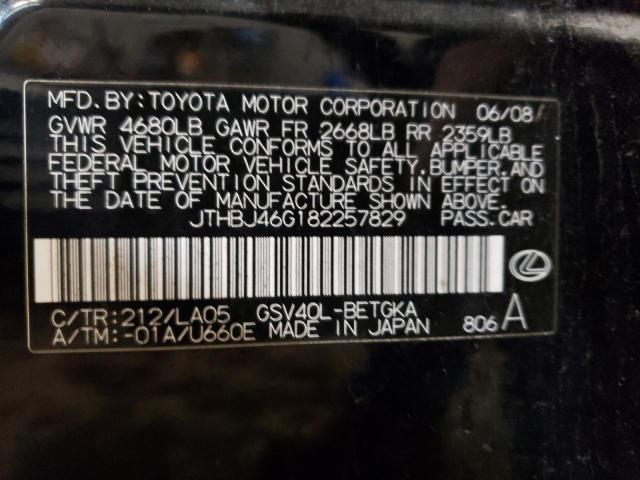 MFD. BY: TOYOTA MOTOR CORPORATION 06/08
GVWR 4680LB GAWR FR 2668LB RR 2359LB
THIS VEHICLE CONFORMS TO ALL APPLICABLE
FEDERAL MOTOR VEHICLE SAFETY, BUMPER, AND
THEFT PREVENTION STANDARDS IN EFFECT ON
THE DATE OF MANUFACTURE SHOWN ABOVE.
JTHBJ46G182257829 PASS. CAR
C/TR: 212/LA05 GSV40L-BETGKA
A/TM: -01A/U660E MADE IN JAPAN 806 A